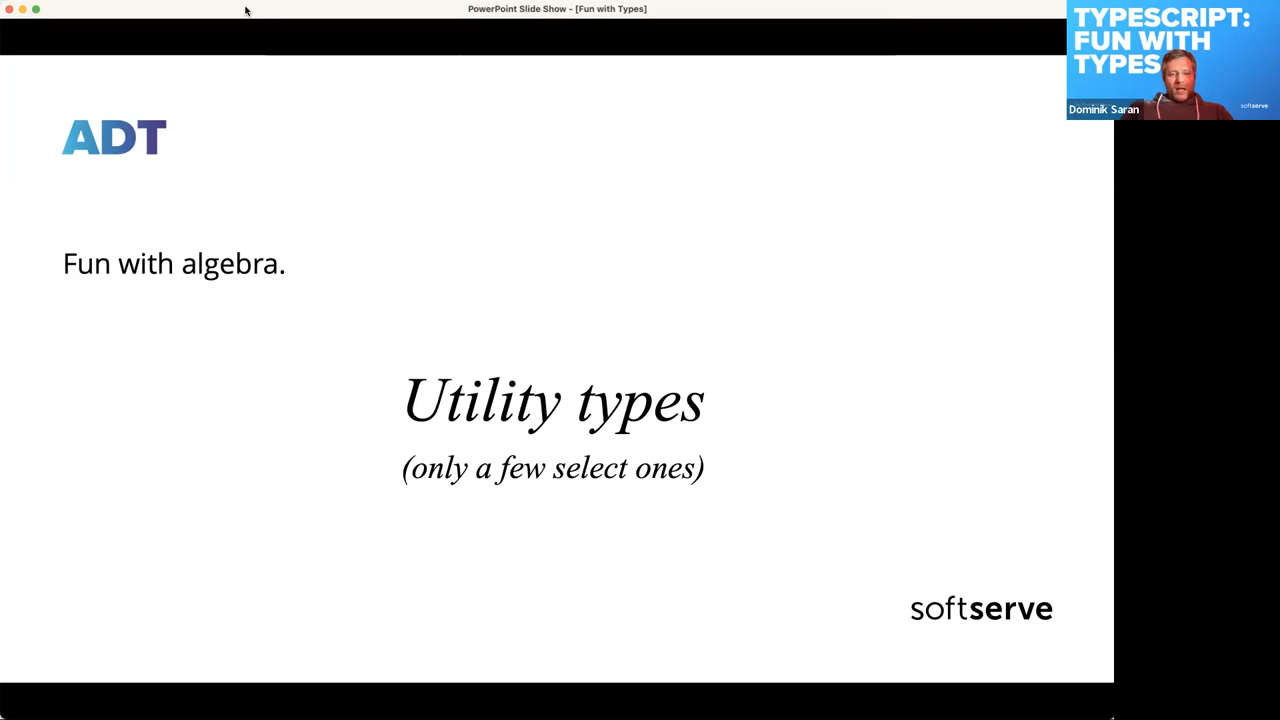 PowerPoint Slide Show - [Fun with Types]
TYPESCRIPT:
FUN WITH
TYPES
Dominik Saran
softserve
ADT
Fun with algebra.
Utility types
(only a few select ones)
softserve